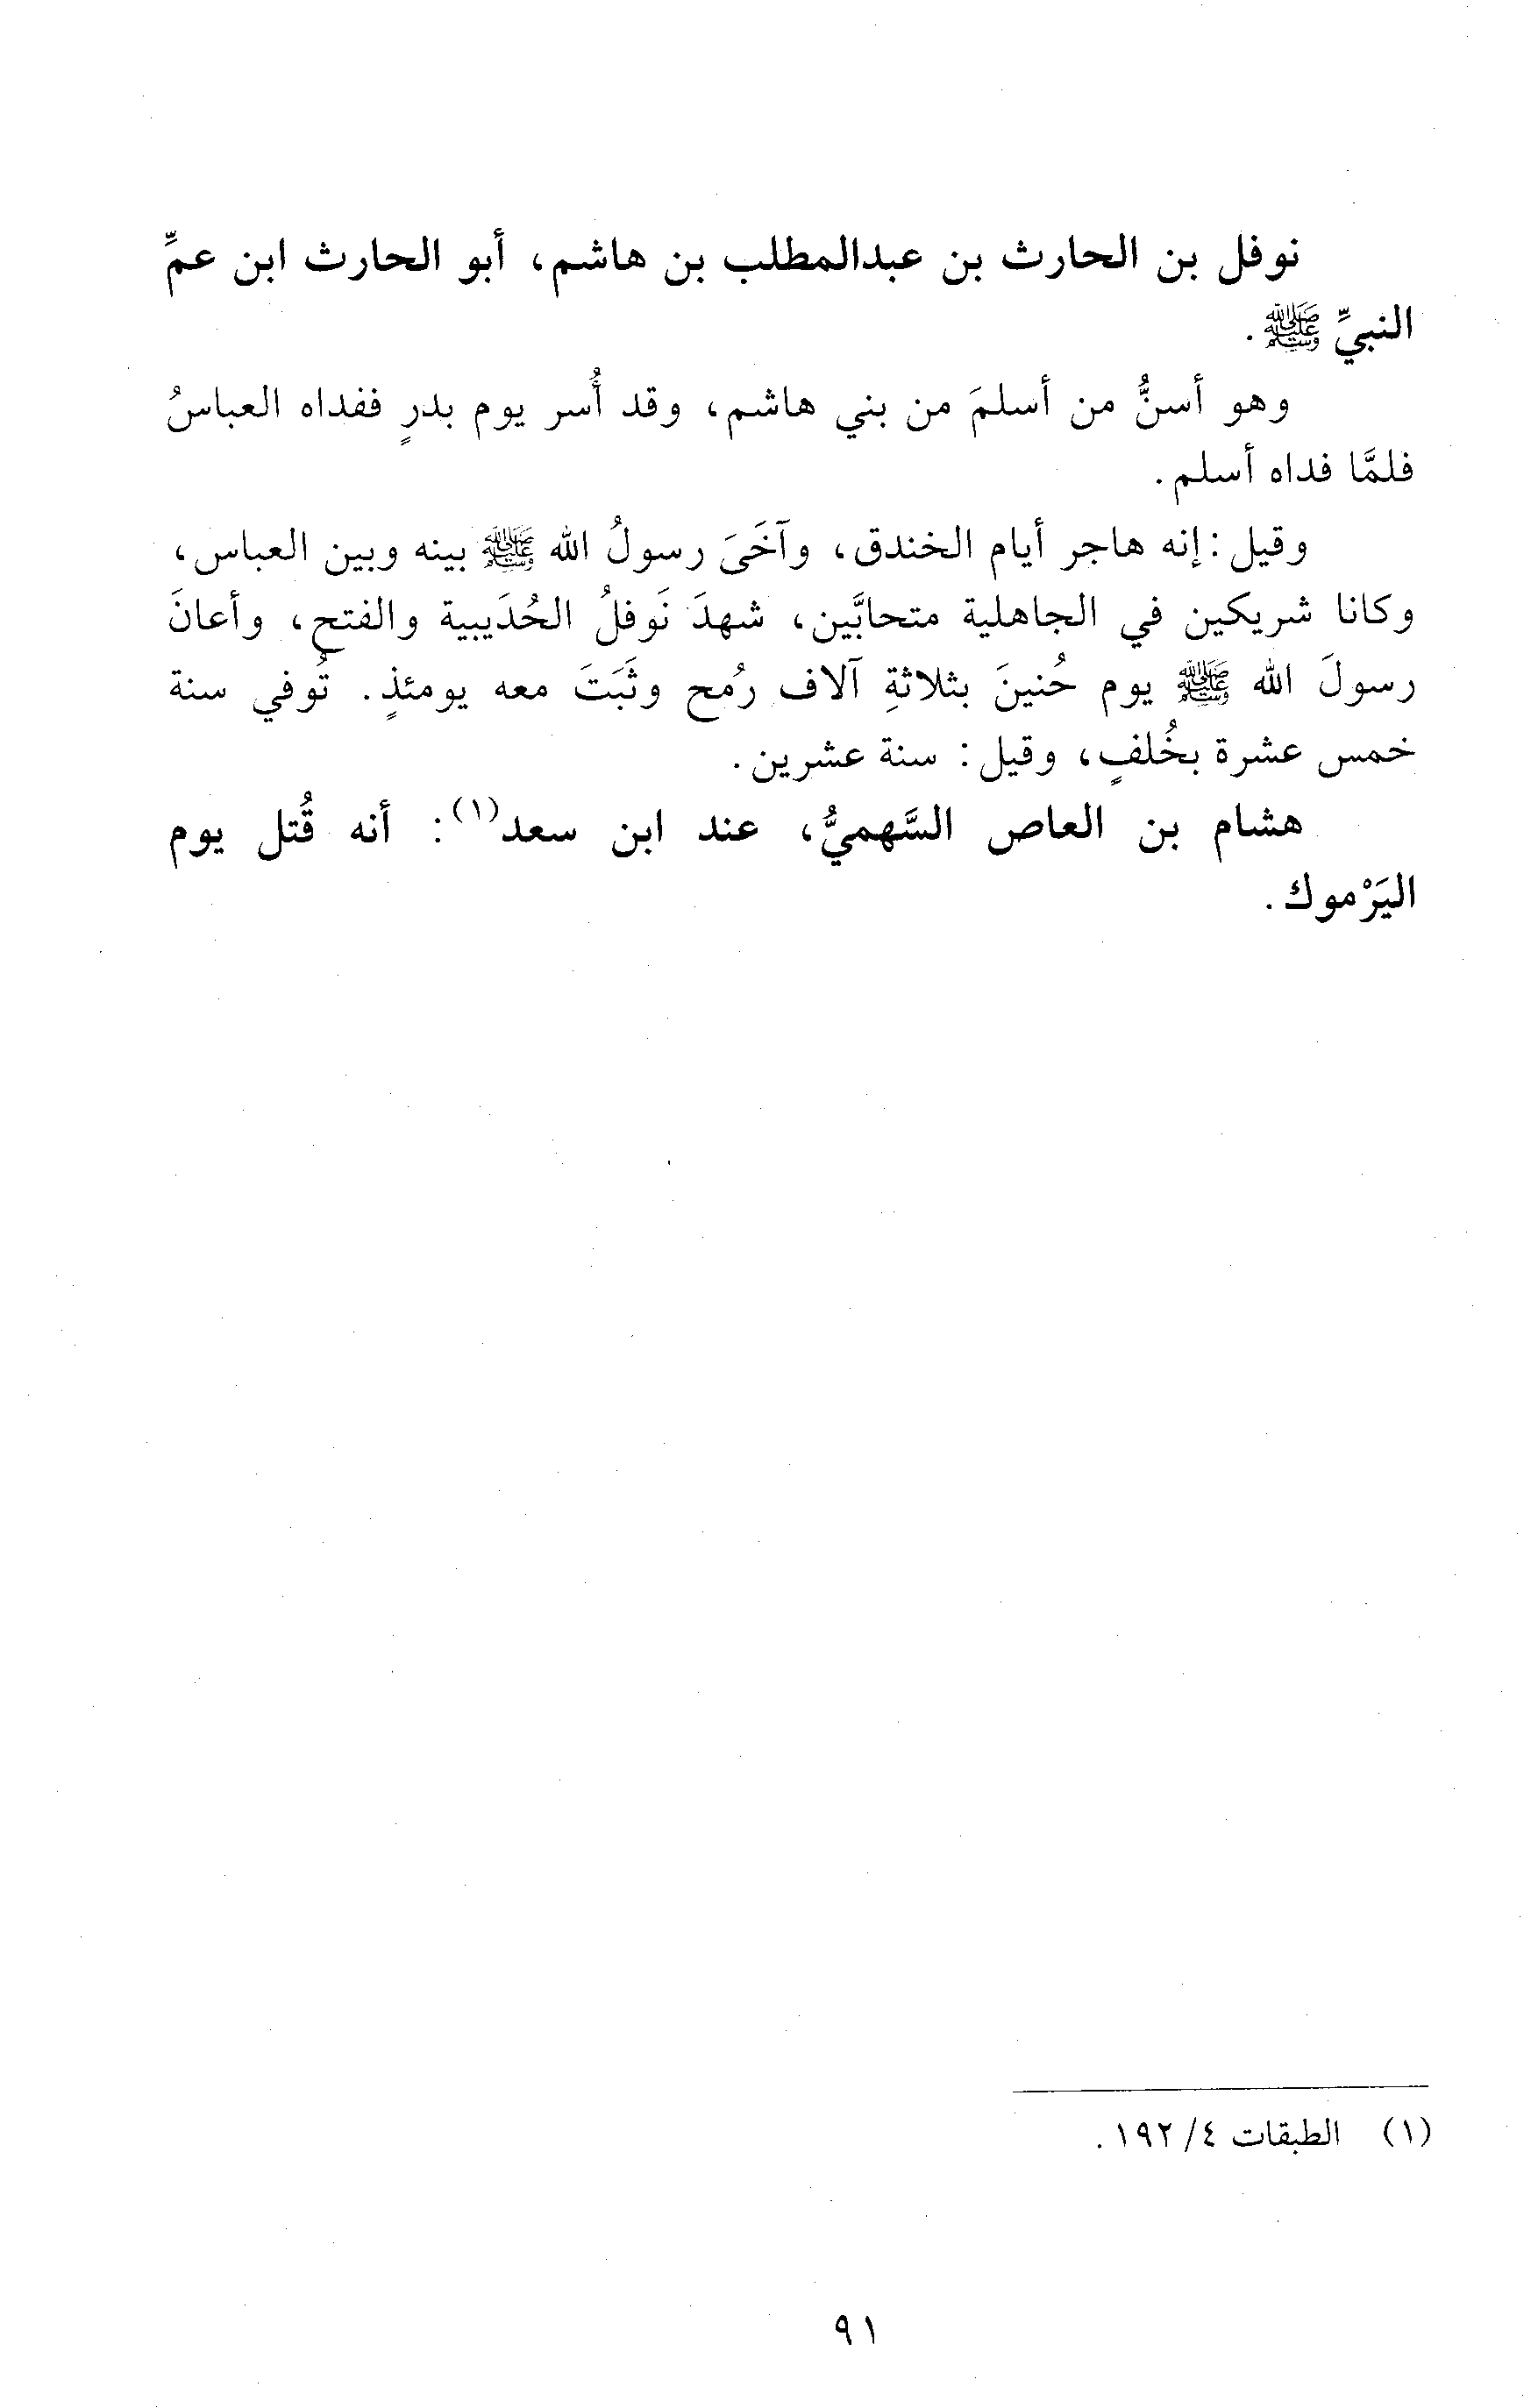 نوفل بن الحارث بن عبدالمطلب بن هاشم، أبو الحارث ابن عمِّ
النبيِّ ﷺ.
وهو أسنُّ من أسلمَ من بني هاشم، وقد أُسر يوم بدرٍ ففداه العباسُ
فلمَّا فداه أسلم.
وقيل: إنه هاجر أيام الخندق، وآخَىَ رسولُ الله ﷺ بينه وبين العباس،
وكانا شريكين في الجاهلية متحابَّين، شهدَ نَوفلُ الحُدَيبية والفتح، وأعانَ
رسولَ الله ﷺ يوم حُنينَ بثلاثةِ آلاف رُمح وثَبَتَ معه يومئذٍ. تُوفي سنة
خمس عشرة بخُلفٍ، وقيل: سنة عشرين.
هشام بن العاص السَّهميُّ، عند ابن سعد(١): أنه قُتل يوم
اليَرْموك.
(١) الطبقات ٤/ ١٩٢.
٩١